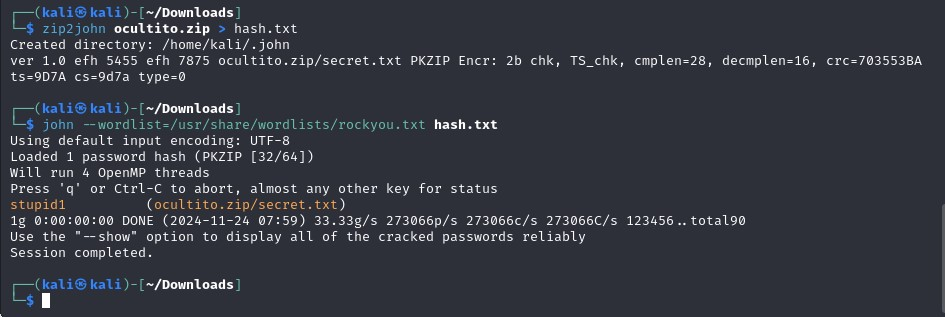 ┌──(kali㉿kali)-[~/Downloads]
└─$ zip2john ocultito.zip > hash.txt
Created directory: /home/kali/.john
ver 1.0 efh 5455 efh 7875 ocultito.zip/secret.txt PKZIP Encr: 2b chk, TS_chk, cmplen=28, decmplen=16, crc=703553BA
ts=9D7A cs=9d7a type=0
┌──(kali㉿kali)-[~/Downloads]
└─$ john --wordlist=/usr/share/wordlists/rockyou.txt hash.txt
Using default input encoding: UTF-8
Loaded 1 password hash (PKZIP [32/64])
Will run 4 OpenMP threads
Press 'q' or Ctrl-C to abort, almost any other key for status
stupid1          (ocultito.zip/secret.txt)
1g 0:00:00:00 DONE (2024-11-24 07:59) 33.33g/s 273066p/s 273066c/s 273066C/s 123456..total90
Use the "--show" option to display all of the cracked passwords reliably
Session completed.
┌──(kali㉿kali)-[~/Downloads]
└─$